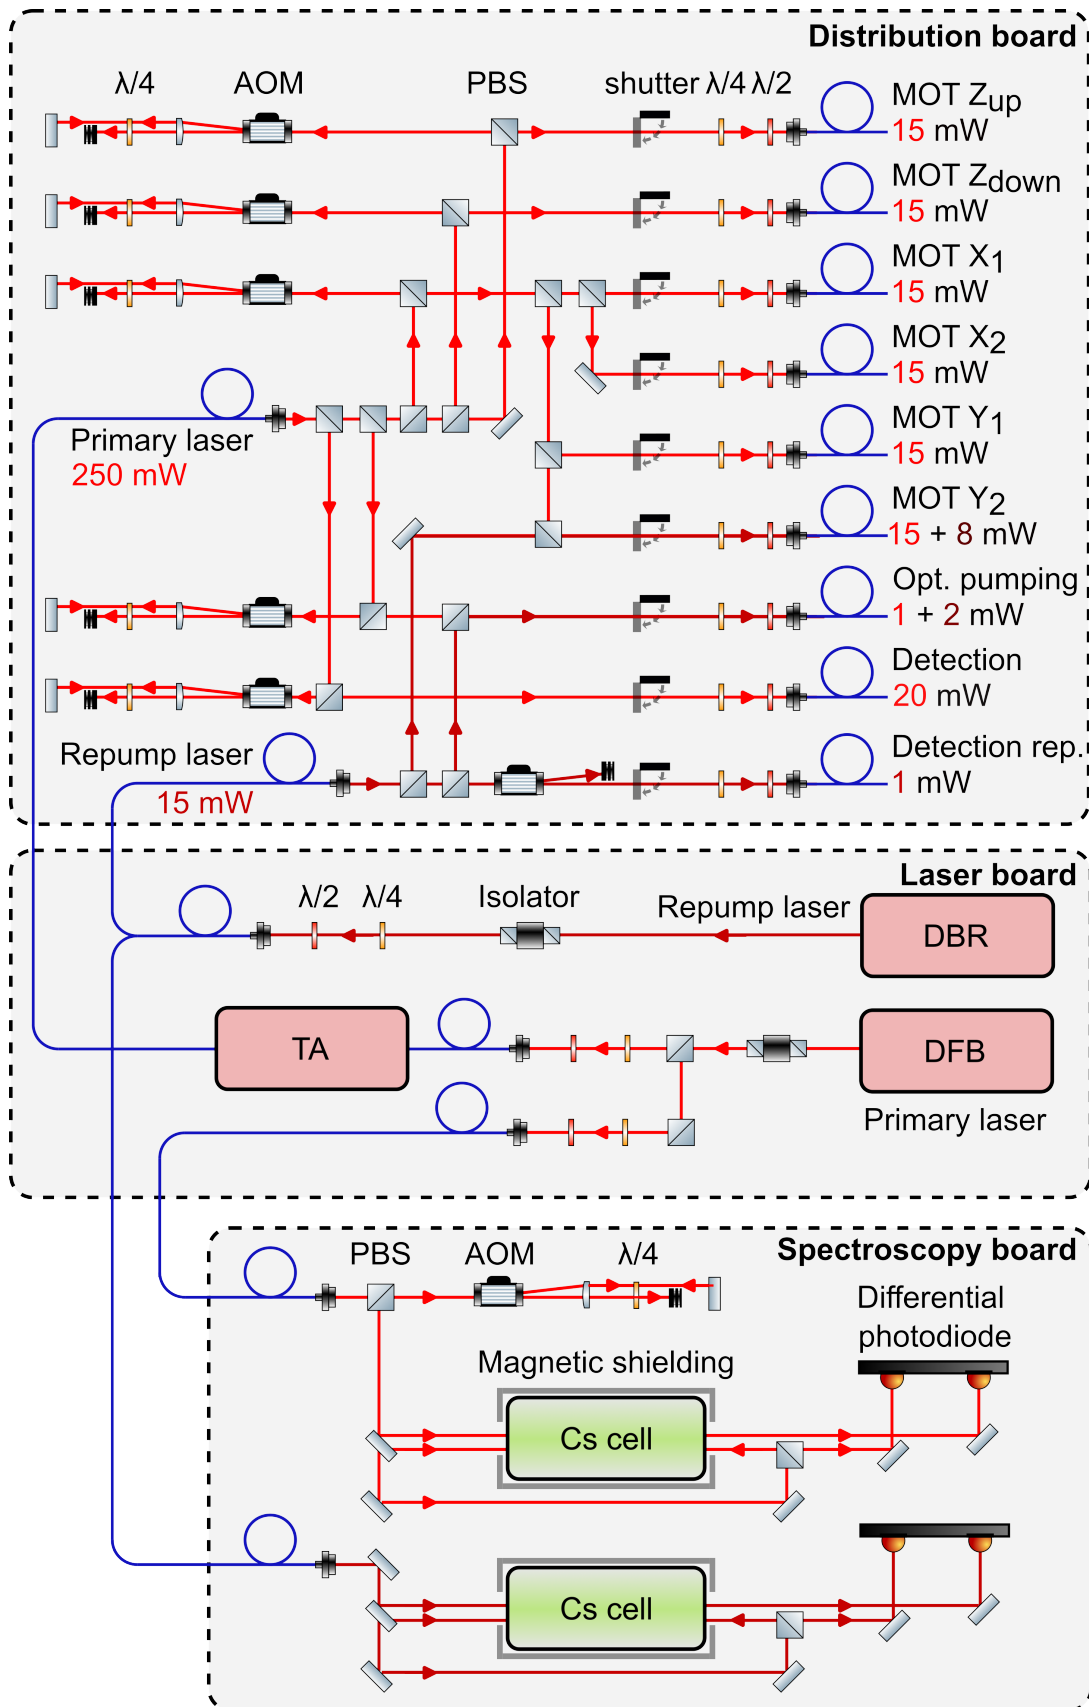 Distribution board
λ/4 AOM PBS shutter λ/4 λ/2
MOT Zup
15 mW
MOT Zdown
15 mW
MOT X1
15 mW
MOT X2
15 mW
Primary laser
250 mW
MOT Y1
15 mW
MOT Y2
15 + 8 mW
Opt. pumping
1 + 2 mW
Detection
20 mW
Repump laser
15 mW
Detection rep.
1 mW
Laser board
λ/2 λ/4 Isolator Repump laser
DBR
TA
DFB
Primary laser
Spectroscopy board
PBS AOM λ/4
Differential
photodiode
Magnetic shielding
Cs cell
Cs cell